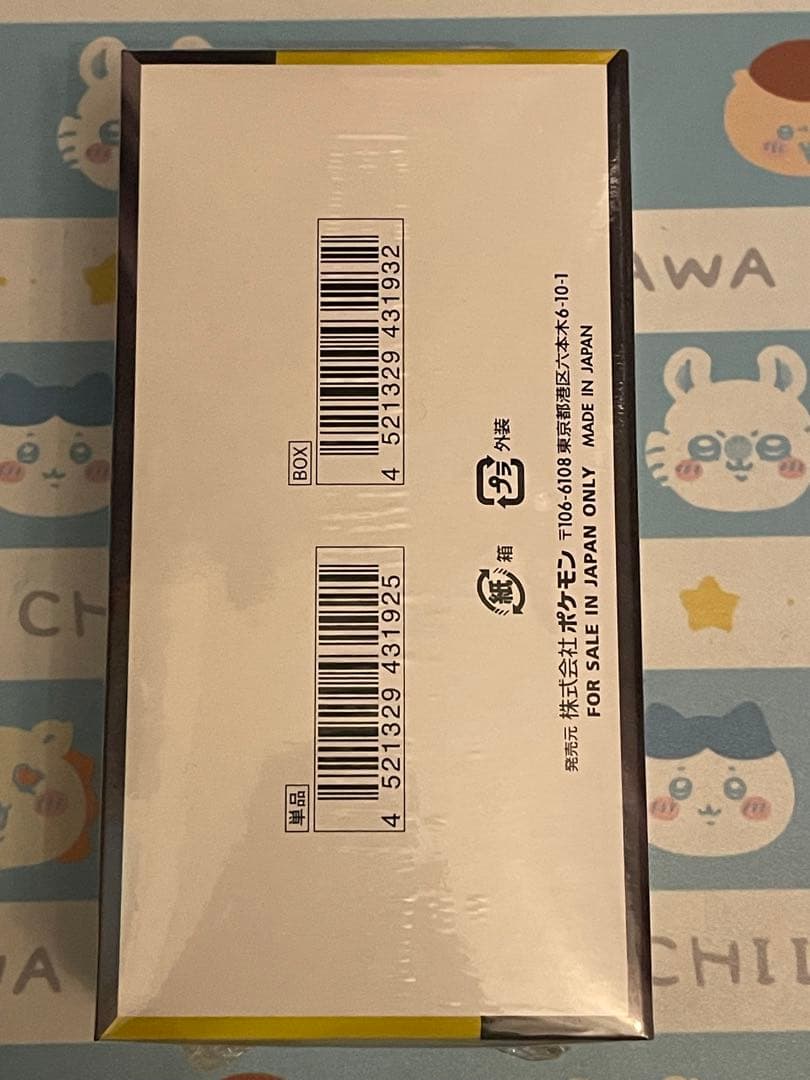 BOX
4 521329 431932
単品
4 521329 431925
プラ 外装
紙 箱
発売元 株式会社 ポケモン 〒106-6108 東京都港区六本木6-10-1
FOR SALE IN JAPAN ONLY MADE IN JAPAN
AWA
CHI
WA
CHII